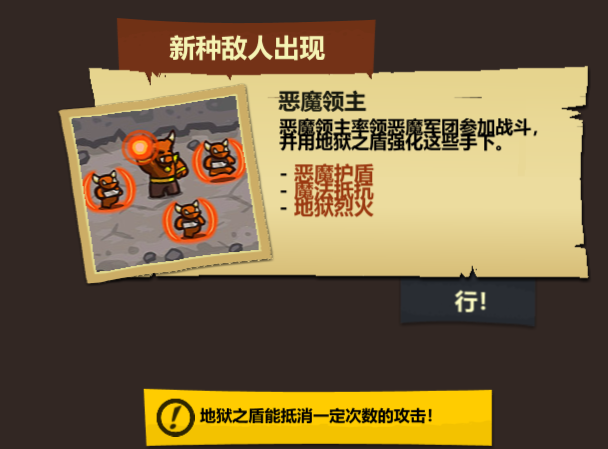 新种敌人出现
恶魔领主
恶魔领主率领恶魔军团参加战斗，
并用地狱之盾强化这些手下。
- 恶魔护盾
- 魔法抵抗
- 地狱烈火
行!
地狱之盾能抵消一定次数的攻击!